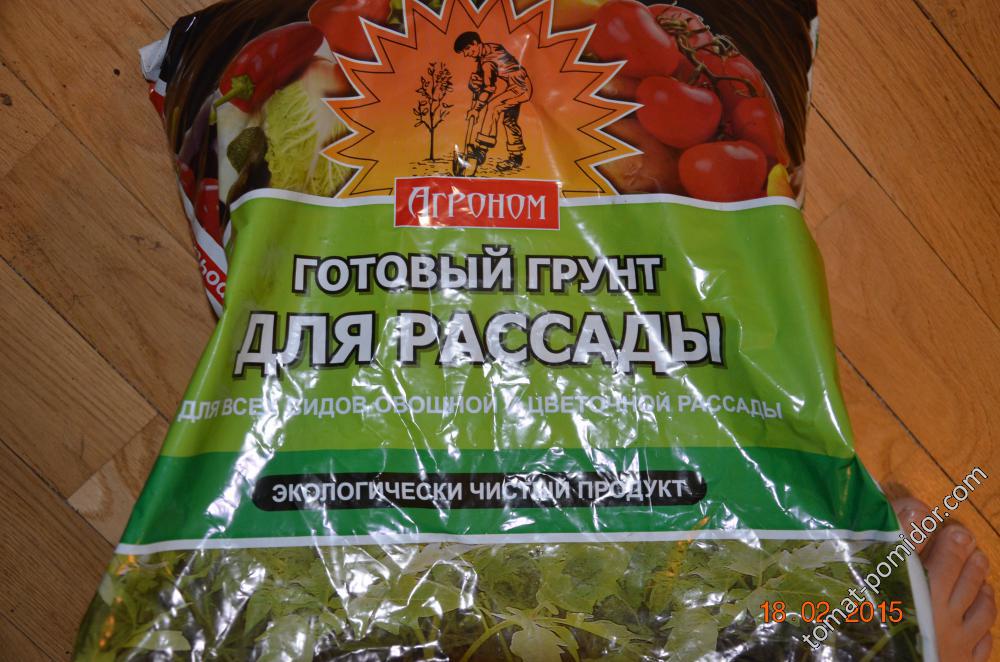 АГРОНОМ
ГОТОВЫЙ ГРУНТ
ДЛЯ РАССАДЫ
ДЛЯ ВСЕХ ВИДОВ ОВОЩНОЙ И ЦВЕТОЧНОЙ РАССАДЫ
ЭКОЛОГИЧЕСКИ ЧИСТЫЙ ПРОДУКТ
18-02-2015
tomat-pomidor.com